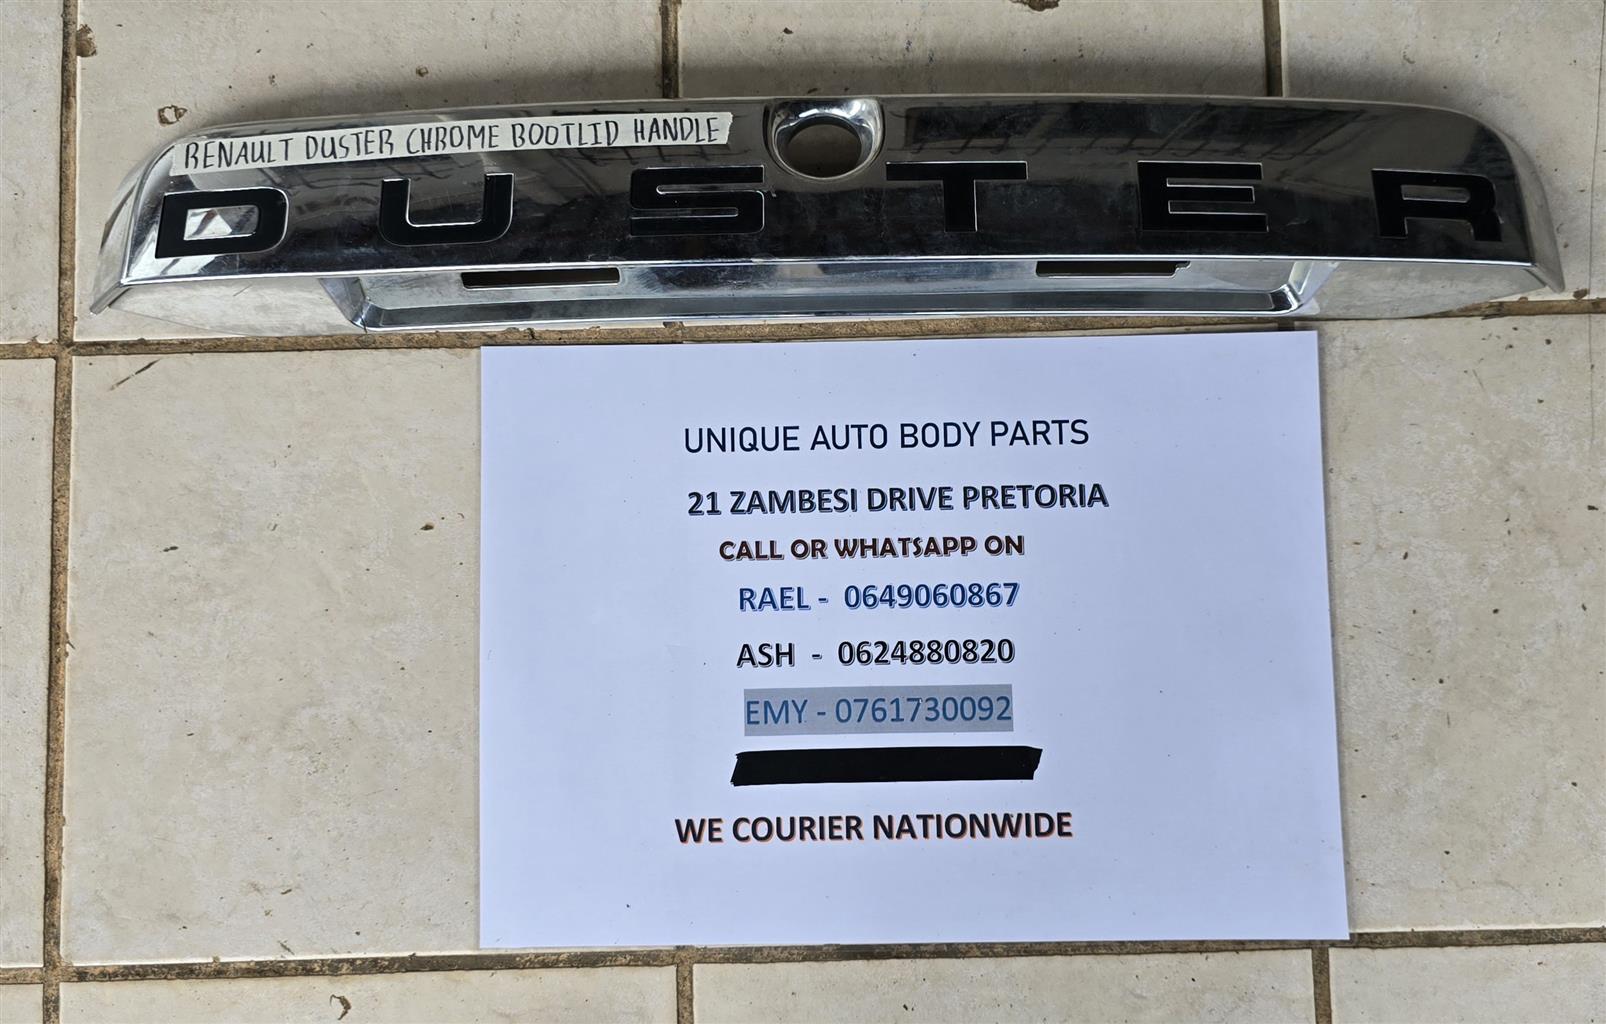 RENAULT DUSTER CHROME BOOTLID HANDLE
DUSTER
UNIQUE AUTO BODY PARTS
21 ZAMBESI DRIVE PRETORIA
CALL OR WHATSAPP ON
RAEL - 0649060867
ASH - 0624880820
EMY - 0761730092
WE COURIER NATIONWIDE